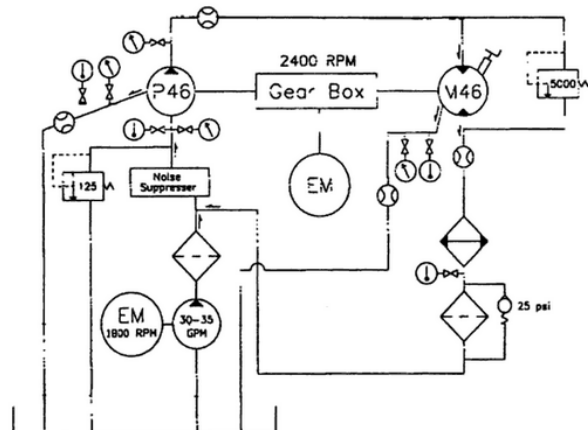 2400 RPM
P46
Gear Box
M46
5000
EM
125
Noise
Suppresser
EM
1800 RPM
30-35
GPM
25 psi